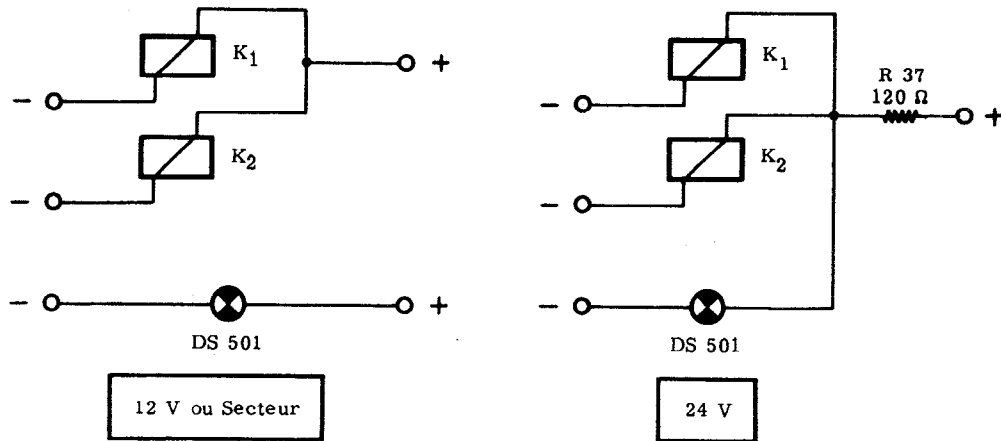 K1
K2
+
-
-
-
+
DS 501
12 V ou Secteur
K1
K2
R 37
120 Ω
+
-
-
-
DS 501
24 V